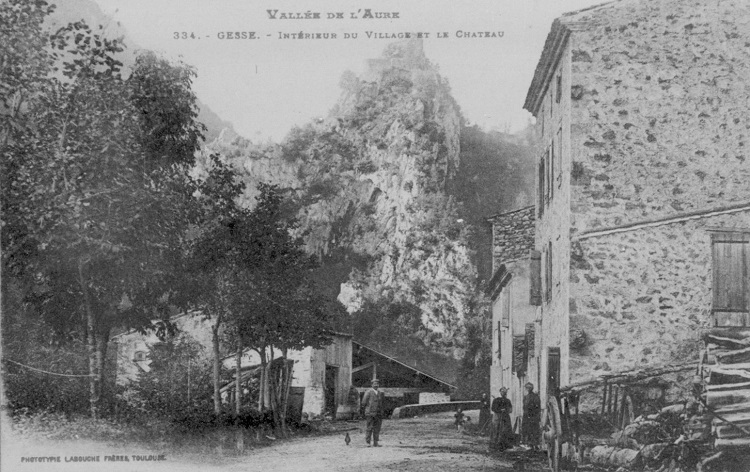 VALLÉE DE L'AURE
334. - GESSE. - INTÉRIEUR DU VILLAGE ET LE CHATEAU
PHOTOTYPIE LABOUCHE FRÈRES, TOULOUSE.